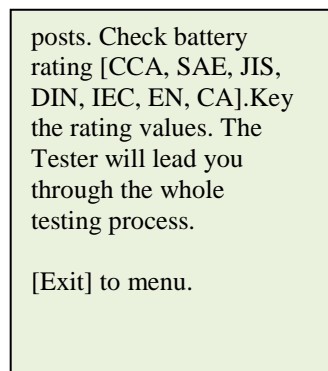 posts. Check battery
rating [CCA, SAE, JIS,
DIN, IEC, EN, CA].Key
the rating values. The
Tester will lead you
through the whole
testing process.
[Exit] to menu.